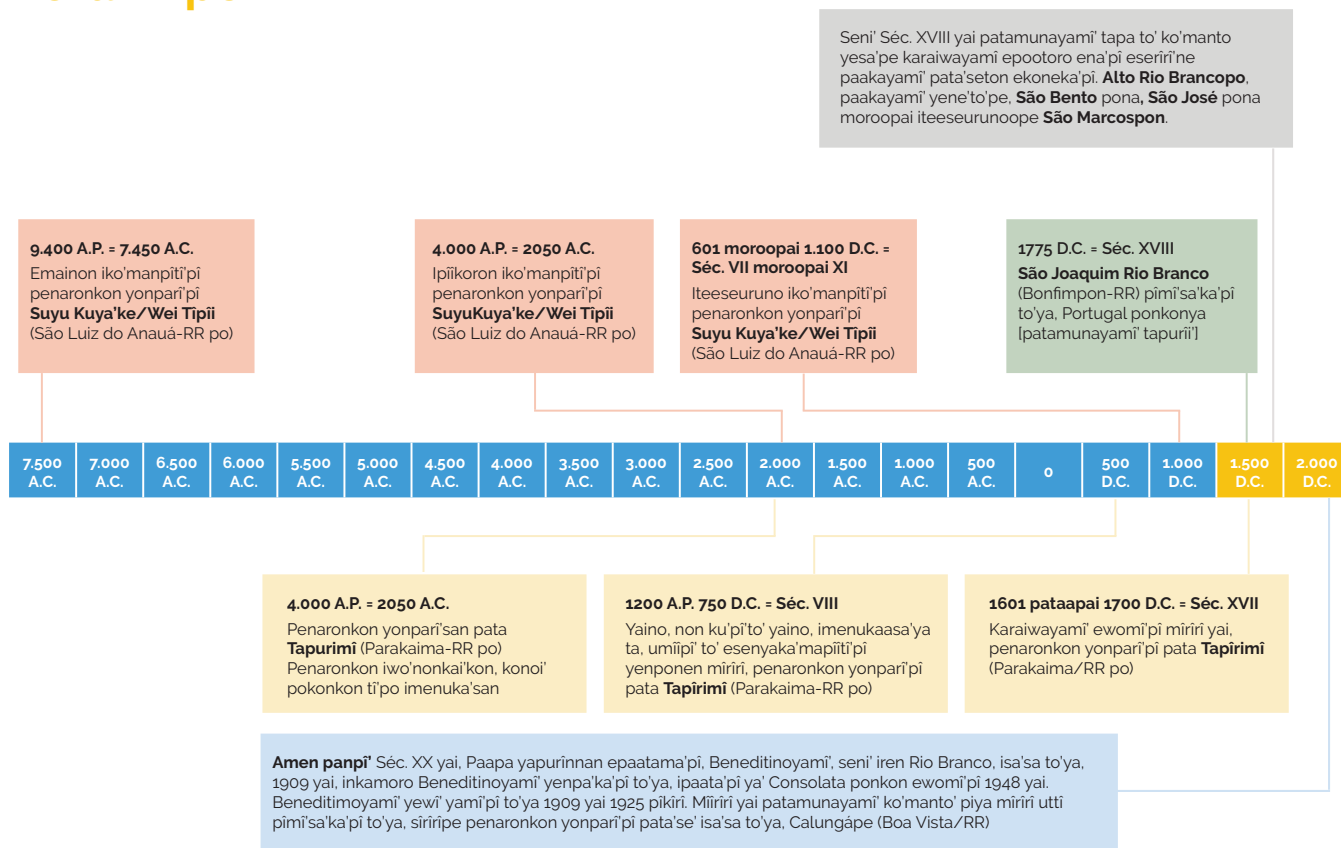 Seni' Séc. XVIII yai patamunayamî' tapa to' ko'manto
yesa'pe karaiwayamî epootoro ena'pî eserîrî'ne
paakayamî' pata'seton ekoneka'pî. Alto Rio Brancopo,
paakayamî' yene'to'pe, São Bento pona, São José pona
moroopai iteeseurunoope São Marcospon.
9.400 A.P. = 7.450 A.C.
Emainon iko'manpîtî'pî
penaronkon yonparî'pî
Suyu Kuya'ke/Wei Tîpîi
(São Luiz do Anauá-RR po)
4.000 A.P. = 2050 A.C.
Ipîikoron iko'manpîtî'pî
penaronkon yonparî'pî
SuyuKuya'ke/Wei Tîpîi
(São Luiz do Anauá-RR po)
601 moroopai 1.100 D.C. =
Séc. VII moroopai XI
Iteeseuruno iko'manpîtî'pî
penaronkon yonparî'pî
Suyu Kuya'ke/Wei Tîpîi
(São Luiz do Anauá-RR po)
1775 D.C. = Séc. XVIII
São Joaquim Rio Branco
(Bonfimpon-RR) pîmî'sa'ka'pî
to'ya, Portugal ponkonya
[patamunayamî' tapurîi']
7.500 A.C.
7.000 A.C.
6.500 A.C.
6.000 A.C.
5.500 A.C.
5.000 A.C.
4.500 A.C.
4.000 A.C.
3.500 A.C.
3.000 A.C.
2.500 A.C.
2.000 A.C.
1.500 A.C.
1.000 A.C.
500 A.C.
0
500 D.C.
1.000 D.C.
1.500 D.C.
2.000 D.C.
4.000 A.P. = 2050 A.C.
Penaronkon yonparî'san pata
Tapurimî (Parakaima-RR po)
Penaronkon iwo'nonkai'kon, konoi'
pokonkon tî'po imenuka'san
1200 A.P. 750 D.C. = Séc. VIII
Yaino, non ku'pî'to' yaino, imenukaasa'ya
ta, umîîpî' to' esenyaka'mapîîtî'pî
yenponen mîrîrî, penaronkon yonparî'pî
pata Tapîrimî (Parakaima-RR po)
1601 pataapai 1700 D.C. = Séc. XVII
Karaiwayamî' ewomî'pî mîrîrî yai,
penaronkon yonparî'pî pata Tapîrimî
(Parakaima/RR po)
Amen panpî' Séc. XX yai, Paapa yapurînnan epaatama'pî, Beneditinoyamî', seni' iren Rio Branco, isa'sa to'ya,
1909 yai, inkamoro Beneditinoyamî' yenpa'ka'pî to'ya, ipaata'pî ya' Consolata ponkon ewomî'pî 1948 yai.
Beneditimoyamî' yewî' yamî'pî to'ya 1909 yai 1925 pîkîrî. Mîîrîrî yai patamunayamî' ko'manto' piya mîrîrî uttî
pîmî'sa'ka'pî to'ya, sîrîrîpe penaronkon yonparî'pî pata'se' isa'sa to'ya, Calungápe (Boa Vista/RR)